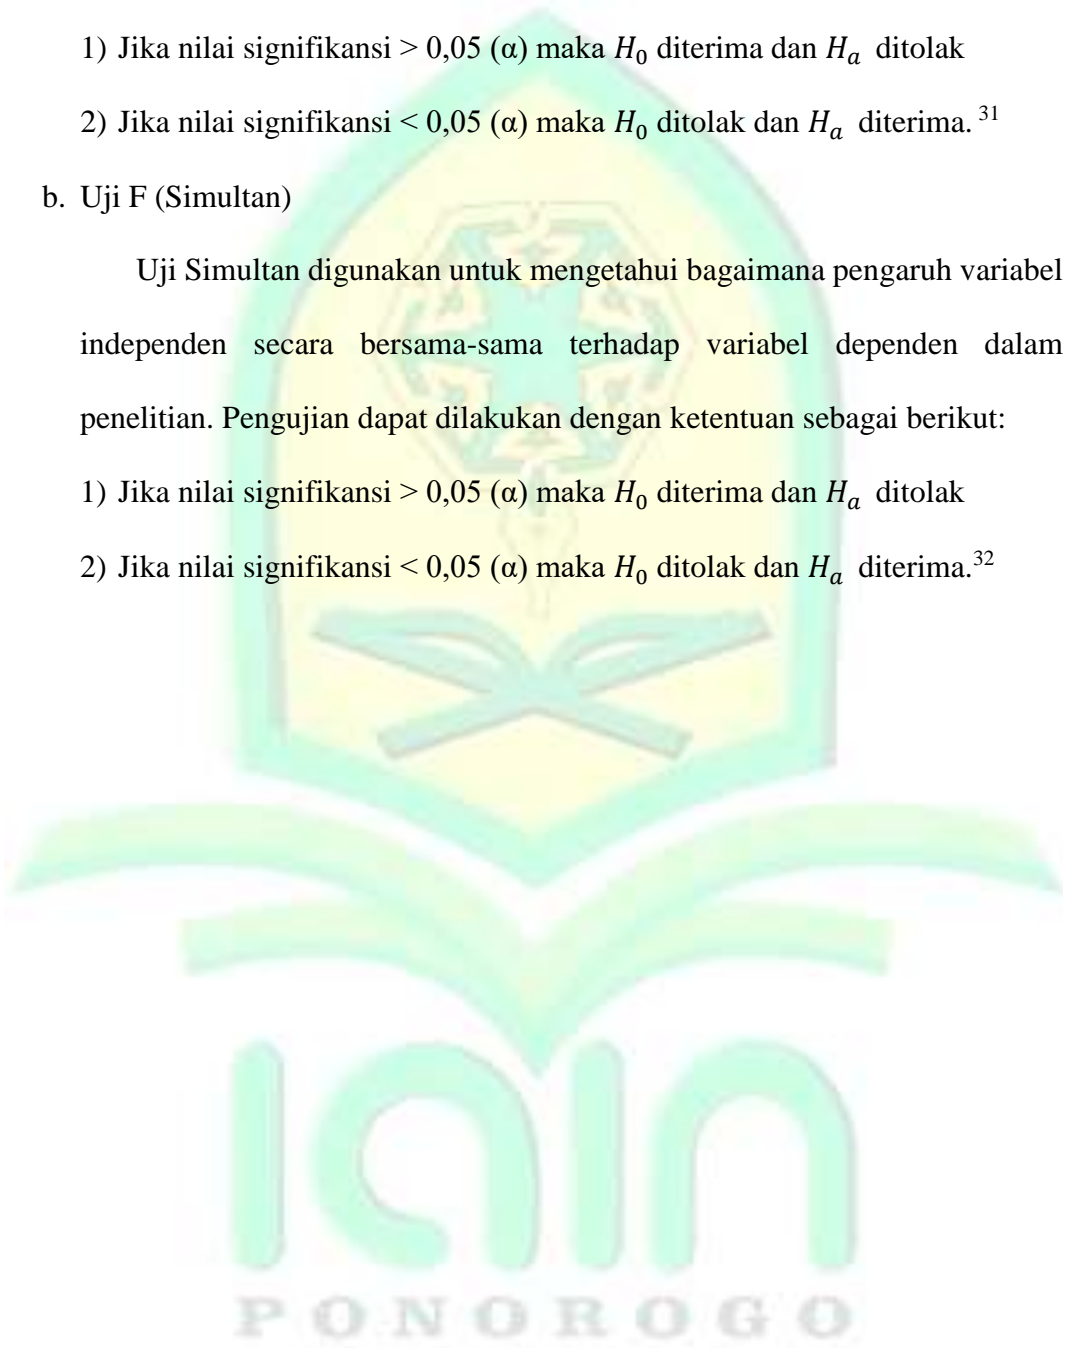 1) Jika nilai signifikansi > 0,05 (α) maka H₀ diterima dan Hₐ ditolak
2) Jika nilai signifikansi < 0,05 (α) maka H₀ ditolak dan Hₐ diterima. ³¹
b. Uji F (Simultan)
Uji Simultan digunakan untuk mengetahui bagaimana pengaruh variabel
independen secara bersama-sama terhadap variabel dependen dalam
penelitian. Pengujian dapat dilakukan dengan ketentuan sebagai berikut:
1) Jika nilai signifikansi > 0,05 (α) maka H₀ diterima dan Hₐ ditolak
2) Jika nilai signifikansi < 0,05 (α) maka H₀ ditolak dan Hₐ diterima.³²
iain
PONOROGO